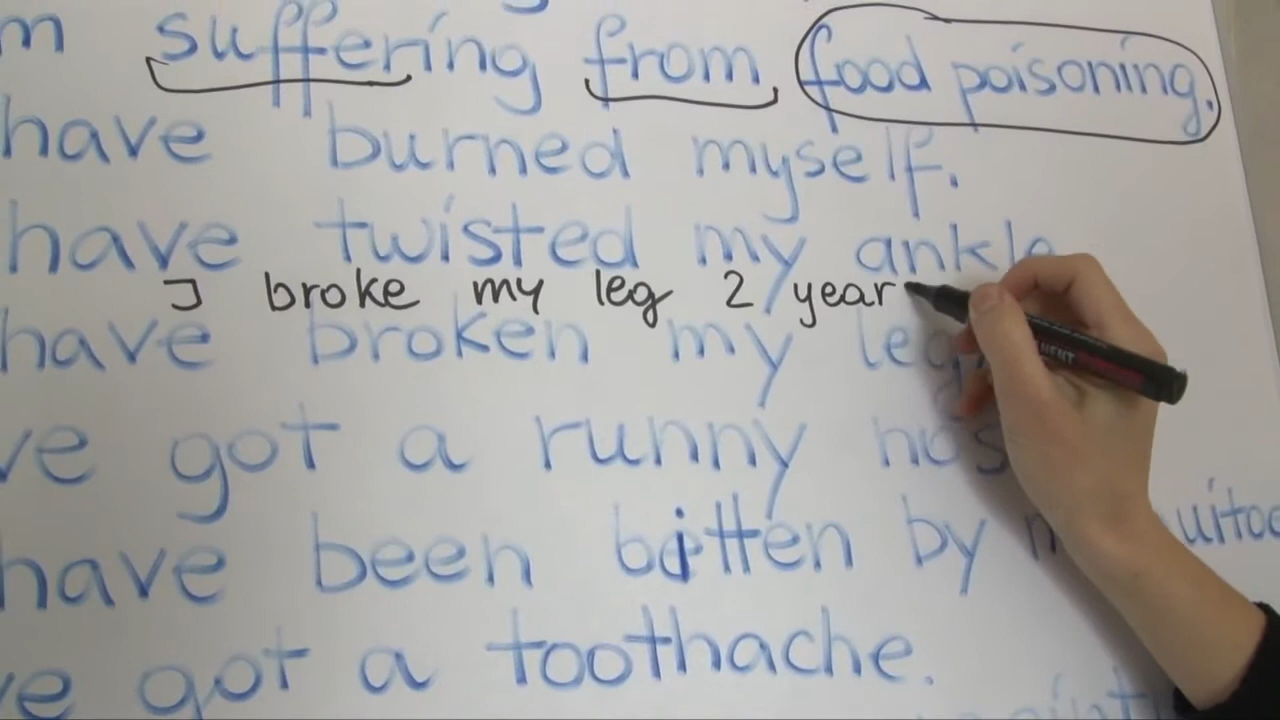 m suffering from food poisoning.
have burned myself.
have twisted my ankle
I broke my leg 2 year
have broken my leg
ve got a runny nos
have been bitten by
ve got a toothache.